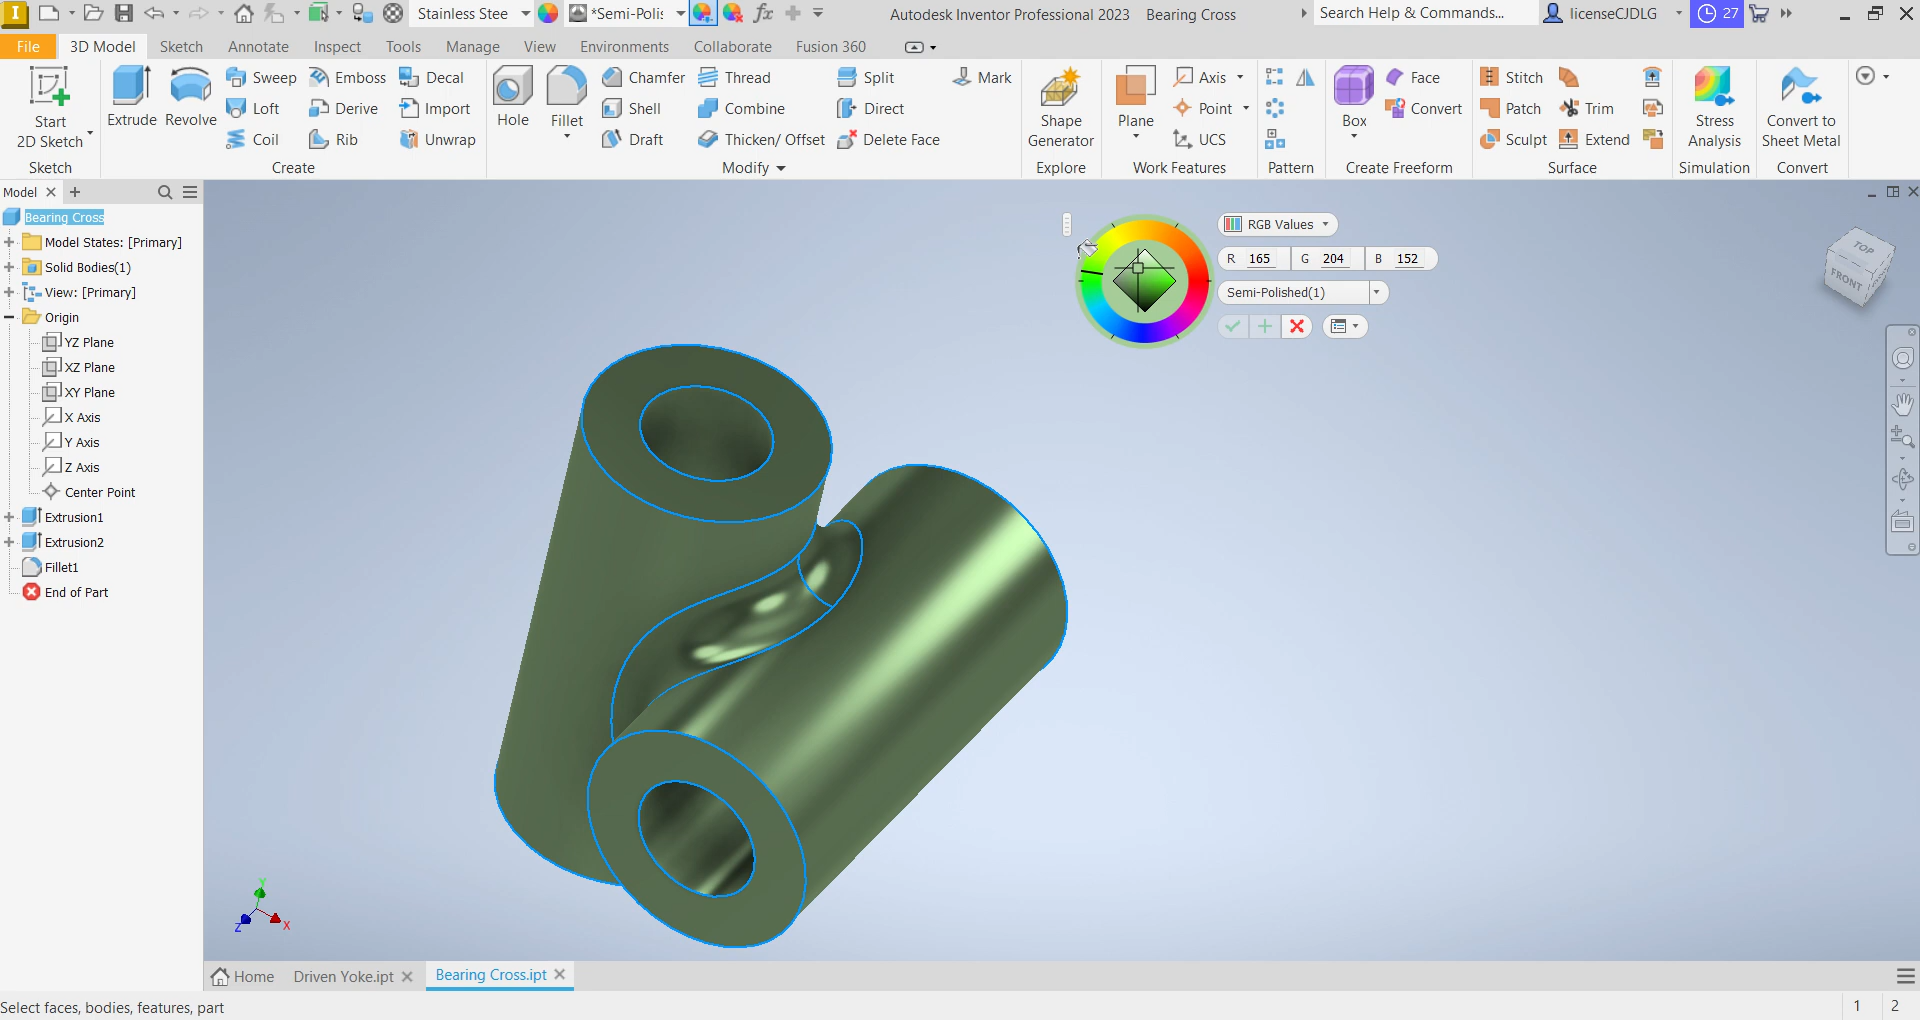 Stainless Stee
*Semi-Polis
fx
Autodesk Inventor Professional 2023 Bearing Cross
Search Help & Commands...
licenseCJDLG
27
File 3D Model Sketch Annotate Inspect Tools Manage View Environments Collaborate Fusion 360
Start
2D Sketch
Sketch
Extrude
Revolve
Sweep
Loft
Coil
Emboss
Derive
Rib
Decal
Import
Unwrap
Create
Hole
Fillet
Chamfer
Shell
Draft
Thread
Combine
Thicken/ Offset
Split
Direct
Delete Face
Mark
Modify
Shape
Generator
Explore
Plane
Axis
Point
UCS
Work Features
Pattern
Box
Face
Convert
Create Freeform
Stitch
Patch
Sculpt
Trim
Extend
Surface
Stress
Analysis
Simulation
Convert to
Sheet Metal
Convert
Model
Bearing Cross
Model States: [Primary]
Solid Bodies(1)
View: [Primary]
Origin
YZ Plane
XZ Plane
XY Plane
X Axis
Y Axis
Z Axis
Center Point
Extrusion1
Extrusion2
Fillet1
End of Part
RGB Values
R 165 G 204 B 152
Semi-Polished(1)
TOP
FRONT
Y
Z
X
Home Driven Yoke.ipt Bearing Cross.ipt
Select faces, bodies, features, part
1 2